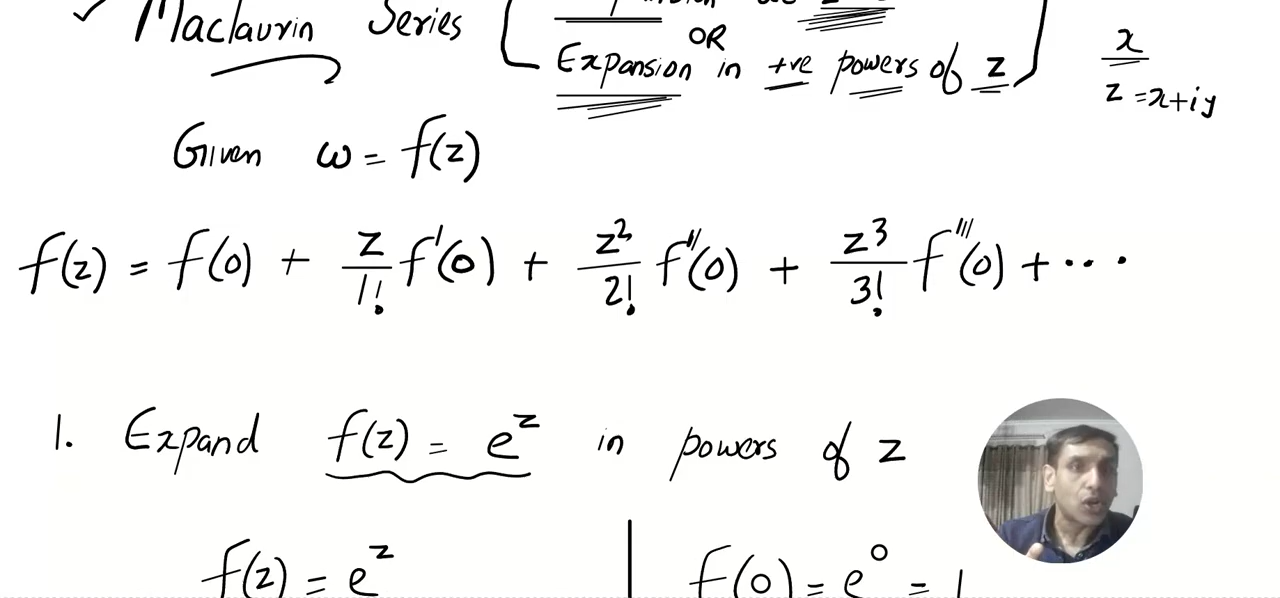 ✓ Maclaurin Series
OR
Expansion in +ve powers of z
x
z = x+iy
Given ω = f(z)
f(z) = f(0) + z/1! f'(0) + z²/2! f''(0) + z³/3! f'''(0) + ...
1. Expand f(z) = e^z in powers of z
f(z) = e^z | f(0) = e^0 = 1